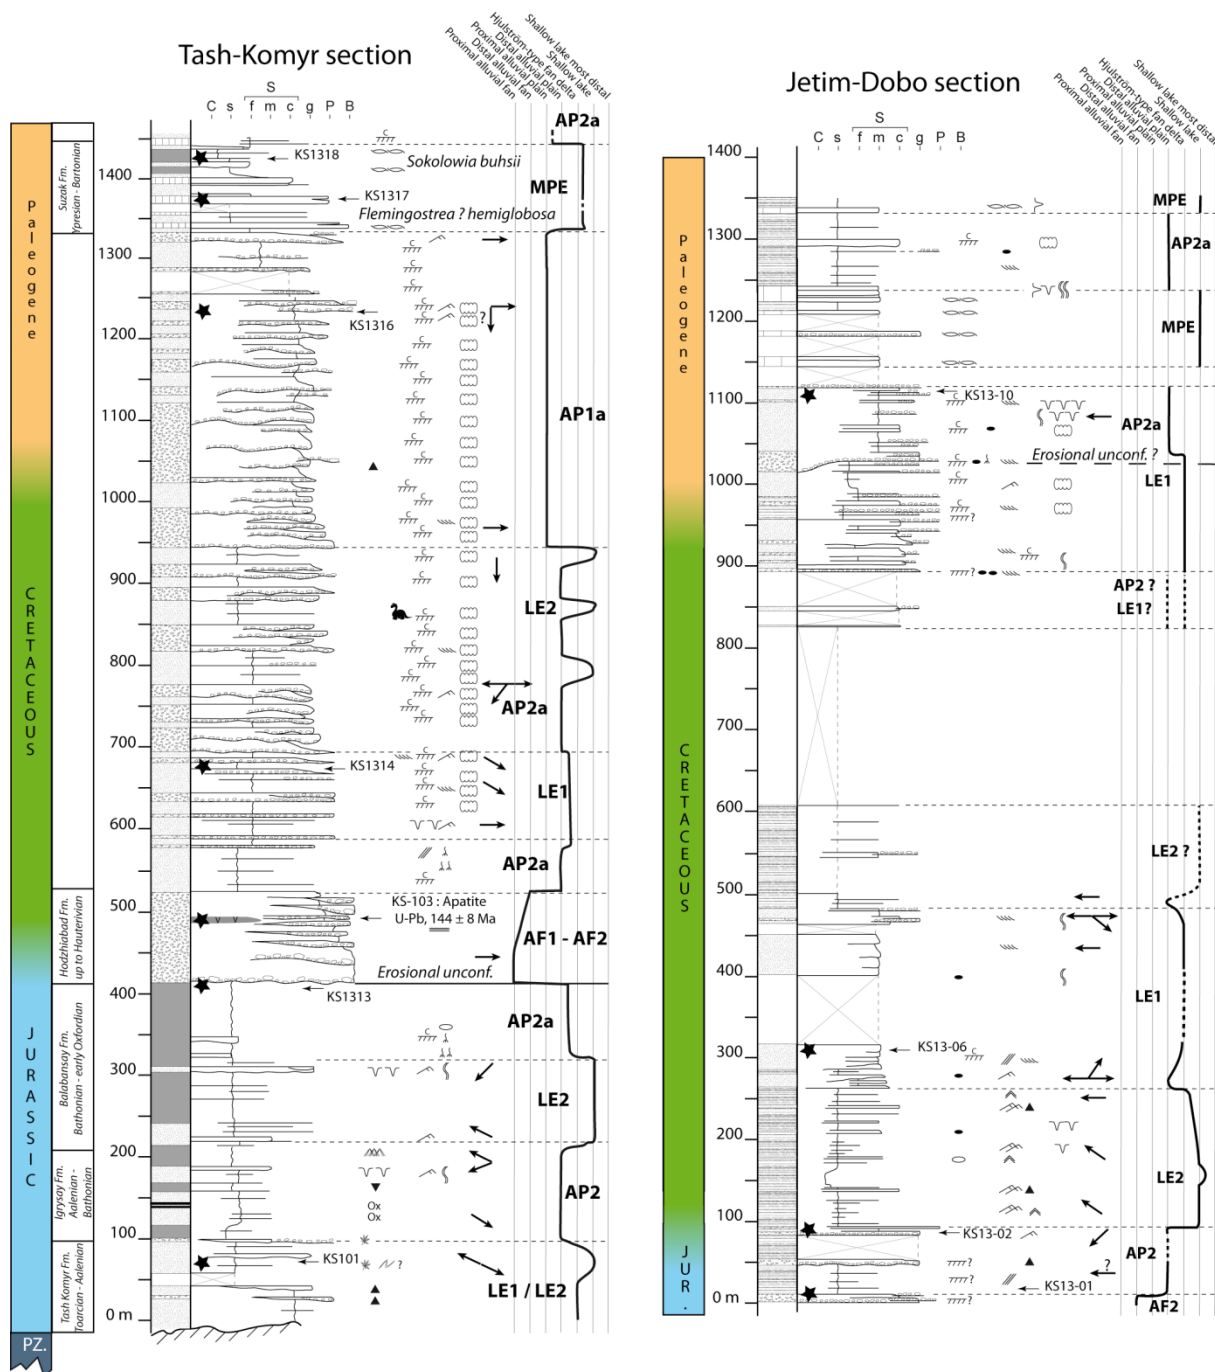 Tash-Komyr section
Proximal alluvial fan
Distal alluvial fan
Proximal alluvial plain
Distal alluvial plain
Hjulström-type fan delta
Shallow lake
Shallow lake most distal
S
C s f m c g P B
Paleogene
CRETACEOUS
JURASSIC
PZ.
Suzak Fm.
Ypresian - Bartonian
Hodzhiabad Fm.
up to Hauterivian
Balabansay Fm.
Bathonian - early Oxfordian
Igrysay Fm.
Aalenian -
Bathonian
Tash Komyr Fm.
Toarcian - Aalenian
1400
1300
1200
1100
1000
900
800
700
600
500
400
300
200
100
0 m
KS1318
Sokolowia buhsii
KS1317
Flemingostrea ? hemiglobosa
KS1316
?
KS1314
KS-103 : Apatite
U-Pb, 144 ± 8 Ma
v v
Erosional unconf.
KS1313
Ox
Ox
KS101
?
AP2a
MPE
AP1a
LE2
AP2a
LE1
AP2a
AF1 - AF2
AP2a
LE2
AP2
LE1 / LE2
Jetim-Dobo section
Proximal alluvial fan
Distal alluvial fan
Proximal alluvial plain
Distal alluvial plain
Hjulström-type fan delta
Shallow lake
Shallow lake most distal
S
C s f m c g P B
Paleogene
CRETACEOUS
JUR.
1400
1300
1200
1100
1000
900
800
700
600
500
400
300
200
100
0 m
MPE
AP2a
MPE
KS13-10
AP2a
Erosional unconf. ?
LE1
?
?
AP2 ?
LE1?
LE2 ?
LE1
KS13-06
LE2
KS13-02
AP2
?
?
?
KS13-01
?
AF2